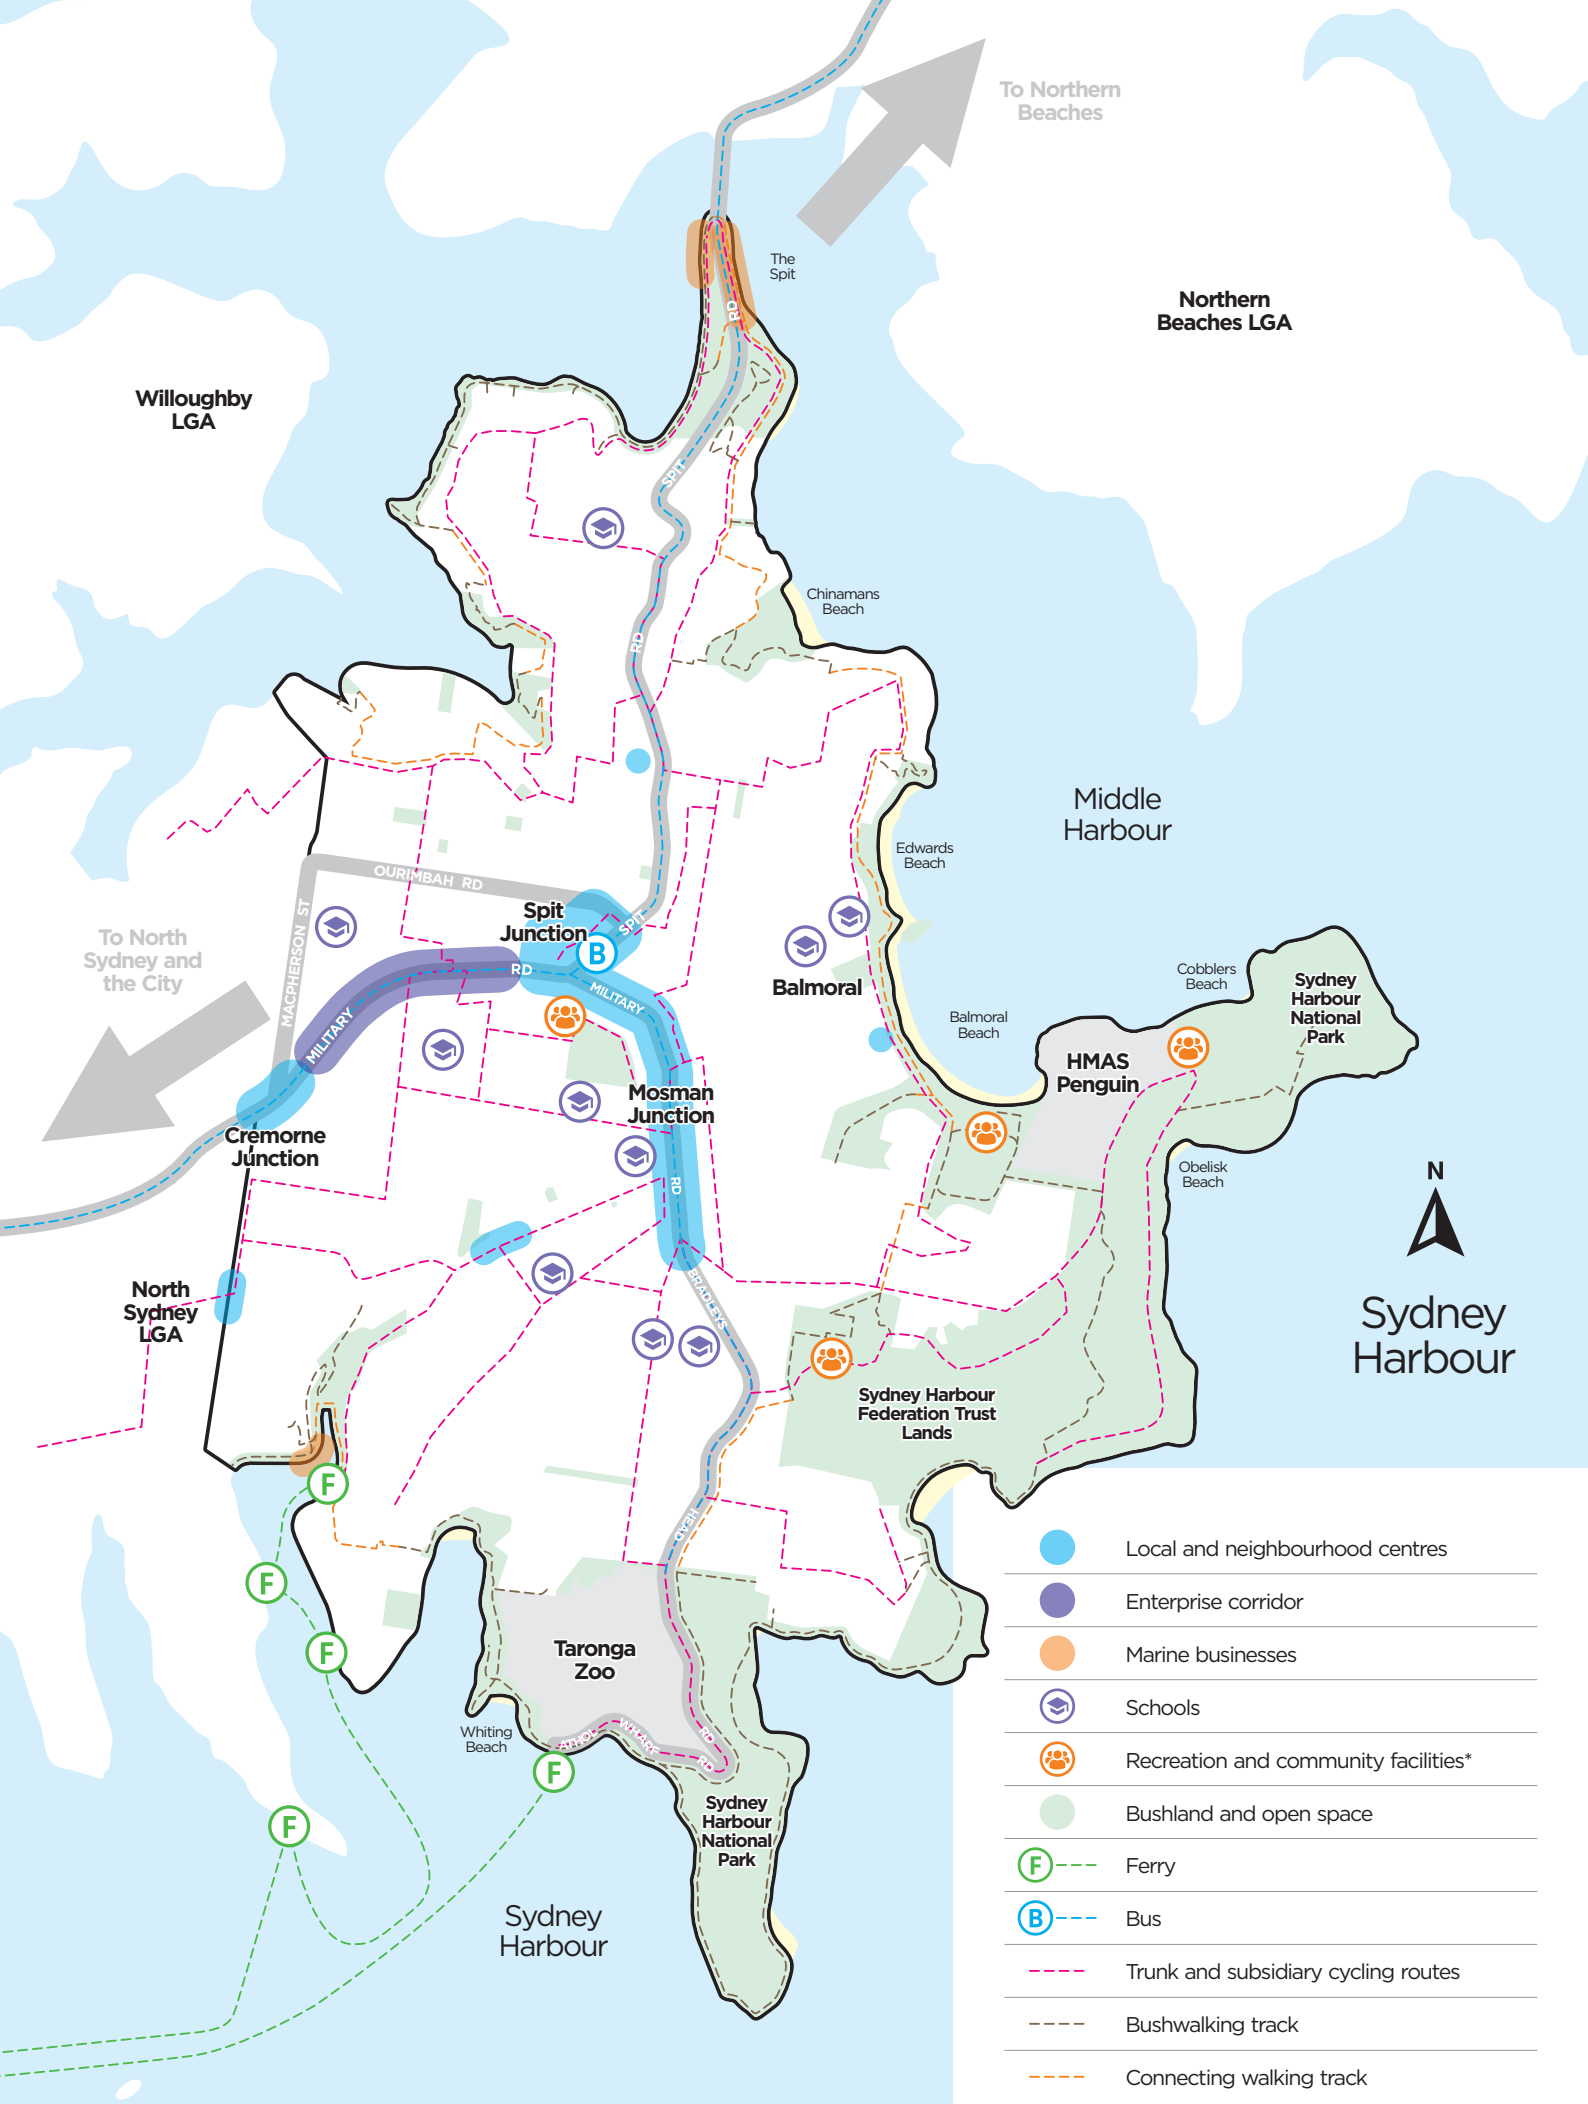 To Northern
Beaches
The
Spit
RD
Northern
Beaches LGA
Willoughby
LGA
SPIT
Chinamans
Beach
RD
Middle
Harbour
Edwards
Beach
OURIMBAH RD
Spit
Junction
SPIT
B
MACPHERSON ST
To North
Sydney and
the City
RD
MILITARY
MILITARY
Balmoral
Cobblers
Beach
Sydney
Harbour
National
Park
Balmoral
Beach
HMAS
Penguin
Mosman
Junction
Cremorne
Junction
RD
Obelisk
Beach
N
North
Sydney
LGA
BRADLEYS
Sydney
Harbour
Sydney Harbour
Federation Trust
Lands
F
HEAD
F
F
Taronga
Zoo
Whiting
Beach
ATHOL WHARF RD
RD
F
F
Sydney
Harbour
National
Park
Sydney
Harbour
Local and neighbourhood centres
Enterprise corridor
Marine businesses
Schools
Recreation and community facilities*
Bushland and open space
F Ferry
B Bus
Trunk and subsidiary cycling routes
Bushwalking track
Connecting walking track